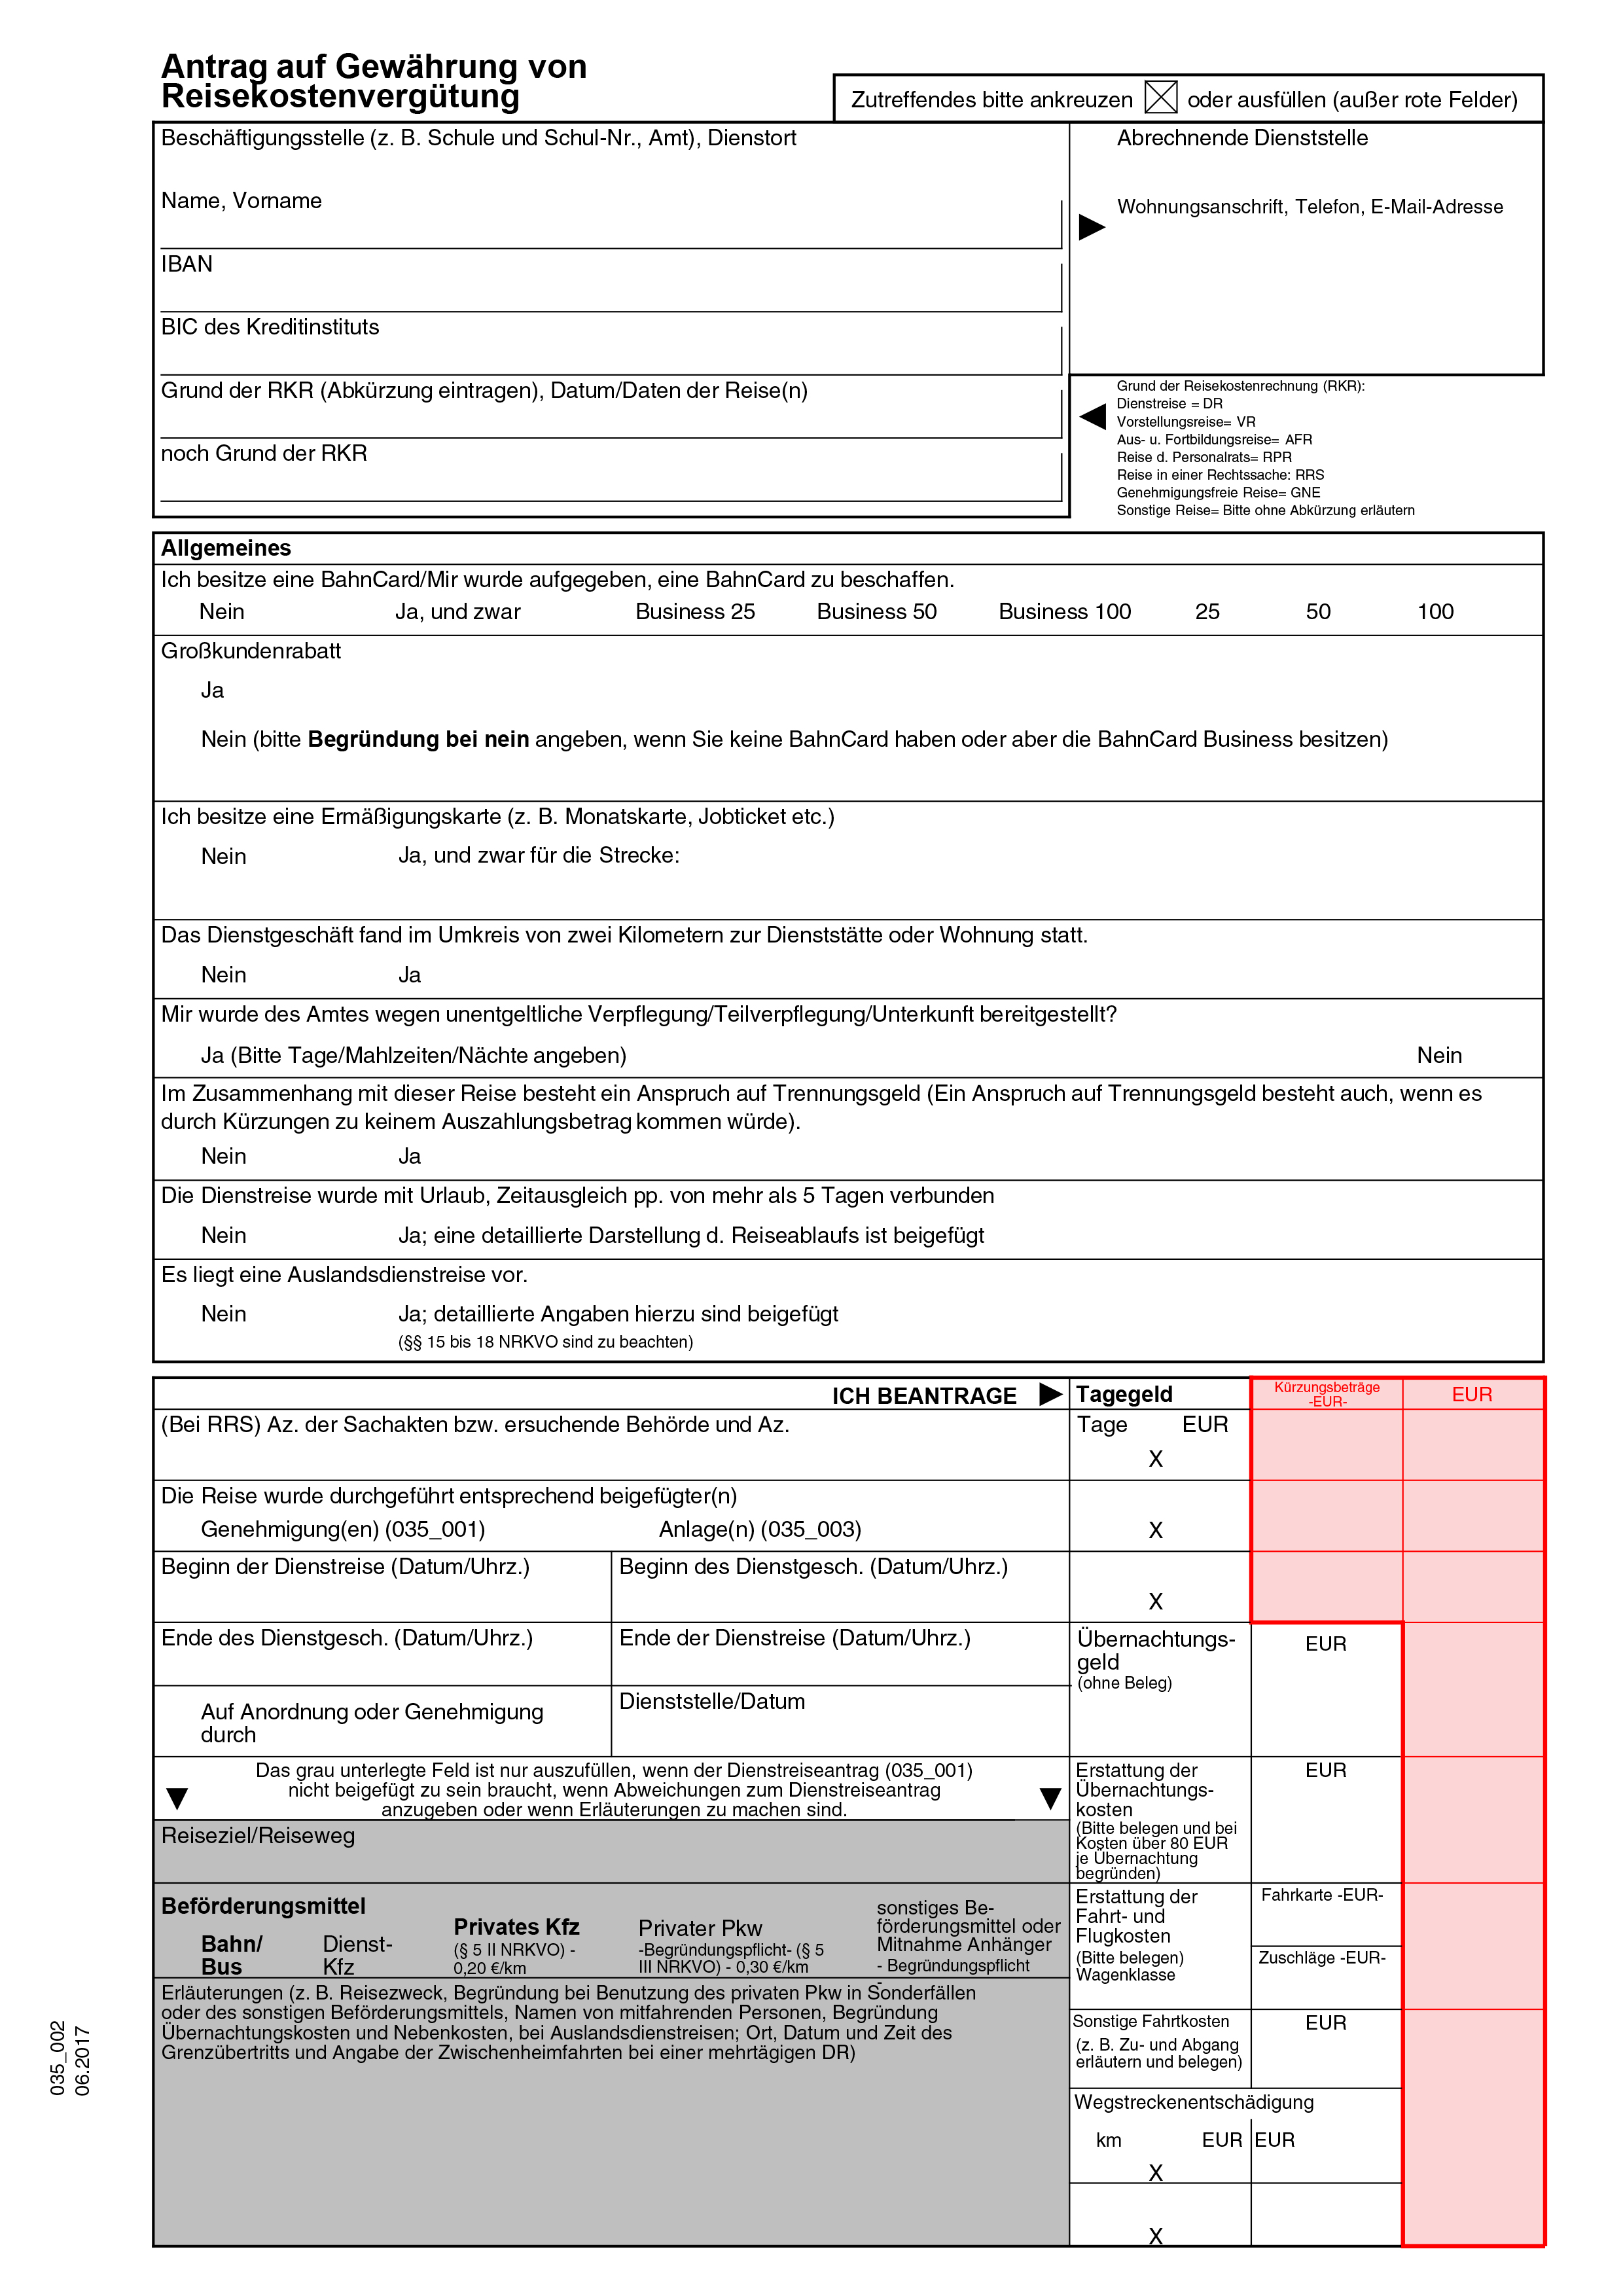 Antrag auf Gewährung von
Reisekostenvergütung
Zutreffendes bitte ankreuzen oder ausfüllen (außer rote Felder)
Beschäftigungsstelle (z. B. Schule und Schul-Nr., Amt), Dienstort
Abrechnende Dienststelle
Name, Vorname
Wohnungsanschrift, Telefon, E-Mail-Adresse
IBAN
BIC des Kreditinstituts
Grund der RKR (Abkürzung eintragen), Datum/Daten der Reise(n)
noch Grund der RKR
Grund der Reisekostenrechnung (RKR):
Dienstreise = DR
Vorstellungsreise= VR
Aus- u. Fortbildungsreise= AFR
Reise d. Personalrats= RPR
Reise in einer Rechtssache: RRS
Genehmigungsfreie Reise= GNE
Sonstige Reise= Bitte ohne Abkürzung erläutern
Allgemeines
Ich besitze eine BahnCard/Mir wurde aufgegeben, eine BahnCard zu beschaffen.
Nein Ja, und zwar Business 25 Business 50 Business 100 25 50 100
Großkundenrabatt
Ja
Nein (bitte Begründung bei nein angeben, wenn Sie keine BahnCard haben oder aber die BahnCard Business besitzen)
Ich besitze eine Ermäßigungskarte (z. B. Monatskarte, Jobticket etc.)
Nein Ja, und zwar für die Strecke:
Das Dienstgeschäft fand im Umkreis von zwei Kilometern zur Dienststätte oder Wohnung statt.
Nein Ja
Mir wurde des Amtes wegen unentgeltliche Verpflegung/Teilverpflegung/Unterkunft bereitgestellt?
Ja (Bitte Tage/Mahlzeiten/Nächte angeben) Nein
Im Zusammenhang mit dieser Reise besteht ein Anspruch auf Trennungsgeld (Ein Anspruch auf Trennungsgeld besteht auch, wenn es
durch Kürzungen zu keinem Auszahlungsbetrag kommen würde).
Nein Ja
Die Dienstreise wurde mit Urlaub, Zeitausgleich pp. von mehr als 5 Tagen verbunden
Nein Ja; eine detaillierte Darstellung d. Reiseablaufs ist beigefügt
Es liegt eine Auslandsdienstreise vor.
Nein Ja; detaillierte Angaben hierzu sind beigefügt
(§§ 15 bis 18 NRKVO sind zu beachten)
ICH BEANTRAGE
(Bei RRS) Az. der Sachakten bzw. ersuchende Behörde und Az.
Die Reise wurde durchgeführt entsprechend beigefügter(n)
Genehmigung(en) (035_001) Anlage(n) (035_003)
Beginn der Dienstreise (Datum/Uhrz.) Beginn des Dienstgesch. (Datum/Uhrz.)
Ende des Dienstgesch. (Datum/Uhrz.) Ende der Dienstreise (Datum/Uhrz.)
Auf Anordnung oder Genehmigung
durch
Dienststelle/Datum
Das grau unterlegte Feld ist nur auszufüllen, wenn der Dienstreiseantrag (035_001)
nicht beigefügt zu sein braucht, wenn Abweichungen zum Dienstreiseantrag
anzugeben oder wenn Erläuterungen zu machen sind.
Reiseziel/Reiseweg
Beförderungsmittel
Bahn/
Bus
Dienst-
Kfz
Privates Kfz
(§ 5 II NRKVO) -
0,20 €/km
Privater Pkw
-Begründungspflicht- (§ 5
III NRKVO) - 0,30 €/km
sonstiges Be-
förderungsmittel oder
Mitnahme Anhänger
- Begründungspflicht
-
Erläuterungen (z. B. Reisezweck, Begründung bei Benutzung des privaten Pkw in Sonderfällen
oder des sonstigen Beförderungsmittels, Namen von mitfahrenden Personen, Begründung
Übernachtungskosten und Nebenkosten, bei Auslandsdienstreisen; Ort, Datum und Zeit des
Grenzübertritts und Angabe der Zwischenheimfahrten bei einer mehrtägigen DR)
Tagegeld
Kürzungsbeträge
-EUR-
EUR
Tage EUR
X
X
X
Übernachtungs-
geld
(ohne Beleg)
EUR
Erstattung der
Übernachtungs-
kosten
(Bitte belegen und bei
Kosten über 80 EUR
je Übernachtung
begründen)
EUR
Erstattung der
Fahrt- und
Flugkosten
(Bitte belegen)
Wagenklasse
Fahrkarte -EUR-
Zuschläge -EUR-
Sonstige Fahrtkosten
(z. B. Zu- und Abgang
erläutern und belegen)
EUR
Wegstreckenentschädigung
km EUR EUR
X
X
035_002
06.2017